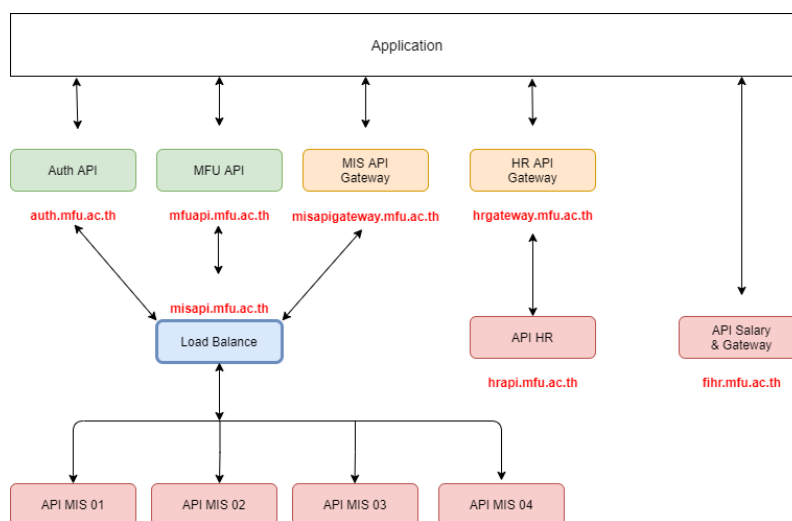 Application
Auth API
MFU API
MIS API
Gateway
HR API
Gateway
auth.mfu.ac.th
mfuapi.mfu.ac.th
misapigateway.mfu.ac.th
hrgateway.mfu.ac.th
misapi.mfu.ac.th
Load Balance
API HR
API Salary
& Gateway
hrapi.mfu.ac.th
fihr.mfu.ac.th
API MIS 01
API MIS 02
API MIS 03
API MIS 04